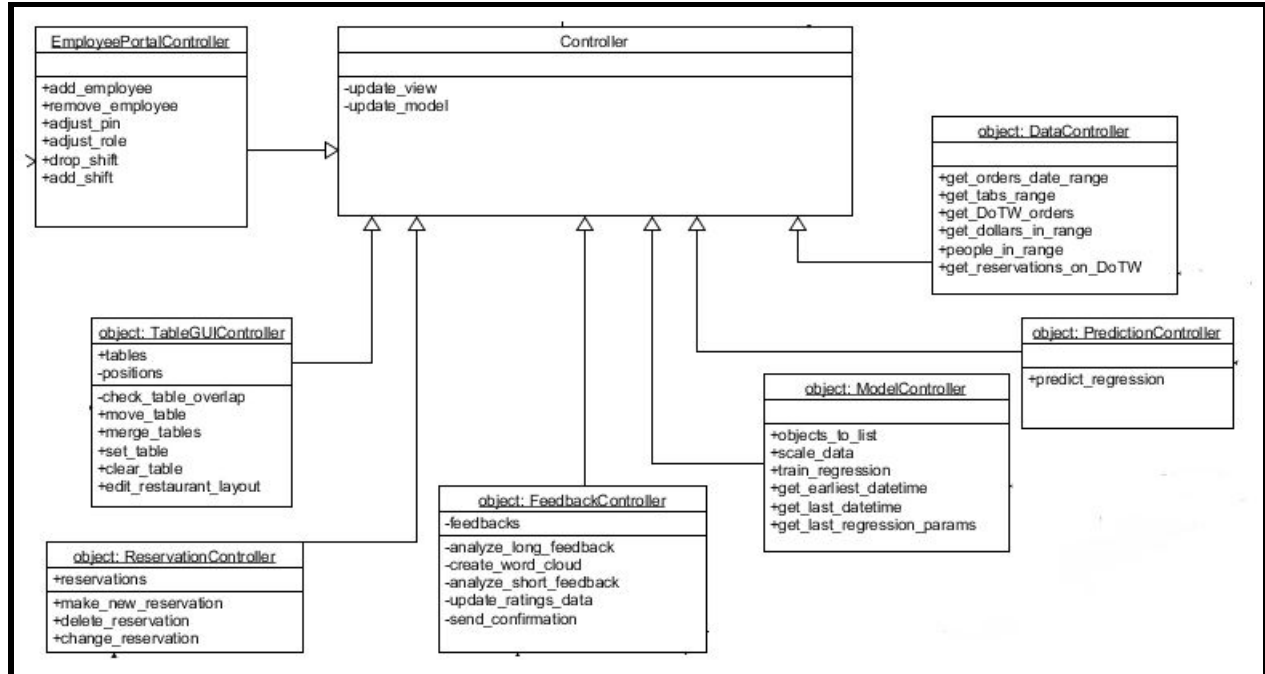 EmployeePortalController
+add_employee
+remove_employee
+adjust_pin
+adjust_role
+drop_shift
+add_shift
Controller
-update_view
-update_model
object: DataController
+get_orders_date_range
+get_tabs_range
+get_DoTW_orders
+get_dollars_in_range
+people_in_range
+get_reservations_on_DoTW
object: TableGUIController
+tables
-positions
-check_table_overlap
+move_table
+merge_tables
+set_table
+clear_table
+edit_restaurant_layout
object: PredictionController
+predict_regression
object: ModelController
+objects_to_list
+scale_data
+train_regression
+get_earliest_datetime
+get_last_datetime
+get_last_regression_params
object: FeedbackController
-feedbacks
-analyze_long_feedback
-create_word_cloud
-analyze_short_feedback
-update_ratings_data
-send_confirmation
object: ReservationController
+reservations
+make_new_reservation
+delete_reservation
+change_reservation